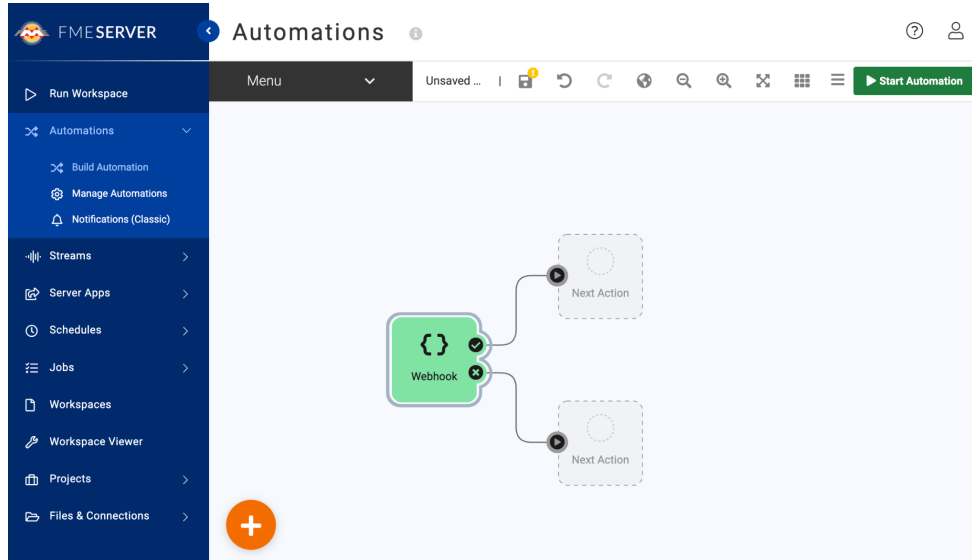 FMESERVER
Automations
Menu
Unsaved ...
Start Automation
Run Workspace
Automations
Build Automation
Manage Automations
Notifications (Classic)
Streams
Server Apps
Schedules
Jobs
Workspaces
Workspace Viewer
Projects
Files & Connections
Next Action
Webhook
Next Action